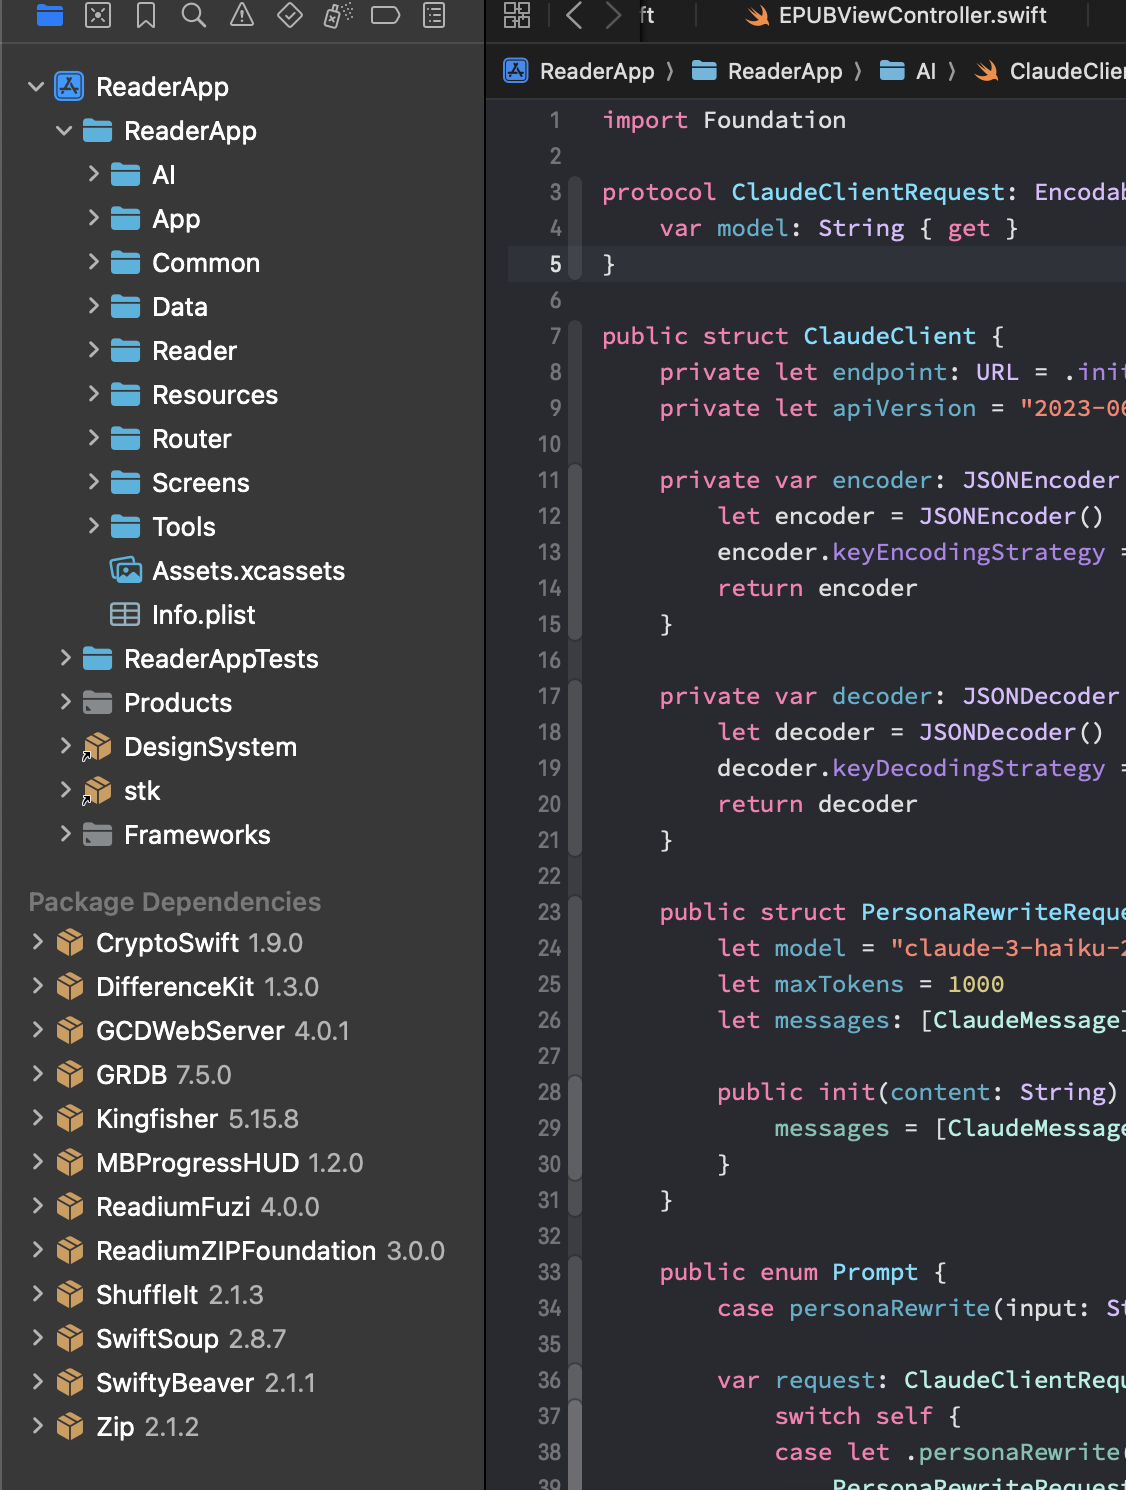 ReaderApp
ReaderApp
AI
App
Common
Data
Reader
Resources
Router
Screens
Tools
Assets.xcassets
Info.plist
ReaderAppTests
Products
DesignSystem
stk
Frameworks
Package Dependencies
CryptoSwift 1.9.0
DifferenceKit 1.3.0
GCDWebServer 4.0.1
GRDB 7.5.0
Kingfisher 5.15.8
MBProgressHUD 1.2.0
ReadiumFuzi 4.0.0
ReadiumZIPFoundation 3.0.0
ShuffleIt 2.1.3
SwiftSoup 2.8.7
SwiftyBeaver 2.1.1
Zip 2.1.2
ft EPUBViewController.swift
ReaderApp ⟩ ReaderApp ⟩ AI ⟩ ClaudeClie
1 import Foundation
2
3 protocol ClaudeClientRequest: Encodab
4 var model: String { get }
5 }
6
7 public struct ClaudeClient {
8 private let endpoint: URL = .init
9 private let apiVersion = "2023-06
10
11 private var encoder: JSONEncoder
12 let encoder = JSONEncoder()
13 encoder.keyEncodingStrategy =
14 return encoder
15 }
16
17 private var decoder: JSONDecoder
18 let decoder = JSONDecoder()
19 decoder.keyDecodingStrategy =
20 return decoder
21 }
22
23 public struct PersonaRewriteReque
24 let model = "claude-3-haiku-2
25 let maxTokens = 1000
26 let messages: [ClaudeMessage]
27
28 public init(content: String)
29 messages = [ClaudeMessage
30 }
31 }
32
33 public enum Prompt {
34 case personaRewrite(input: St
35
36 var request: ClaudeClientRequ
37 switch self {
38 case let .personaRewrite(
39 PersonaRewriteRequest